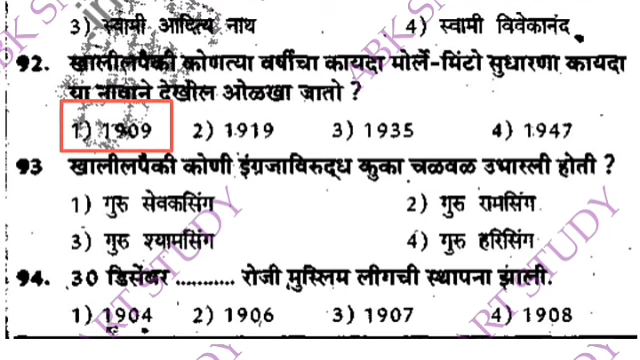 3) स्वामी आदित्य नाथ 4) स्वामी विवेकानंद
92. खालीलपैकी कोणत्या वर्षीचा कायदा मोर्ले-मिंटो सुधारणा कायदा
या नावाने देखील ओळखा जातो ?
1) 1909 2) 1919 3) 1935 4) 1947
93 खालीलपैकी कोणी इंग्रजाविरुद्ध कुका चळवळ उभारली होती ?
1) गुरु सेवकसिंग 2) गुरु रामसिंग
3) गुरु श्यामसिंग 4) गुरु हरिसिंग
94. 30 डिसेंबर ........... रोजी मुस्लिम लीगची स्थापना झाली.
1) 1904 2) 1906 3) 1907 4) 1908